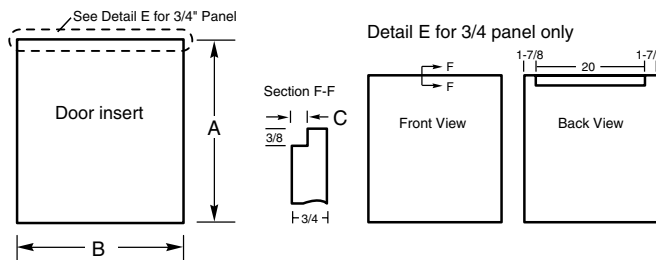 See Detail E for 3/4" Panel
Door insert
A
B
Detail E for 3/4 panel only
Section F-F
C
3/8
3/4
F
F
Front View
1-7/8
20
1-7/
Back View